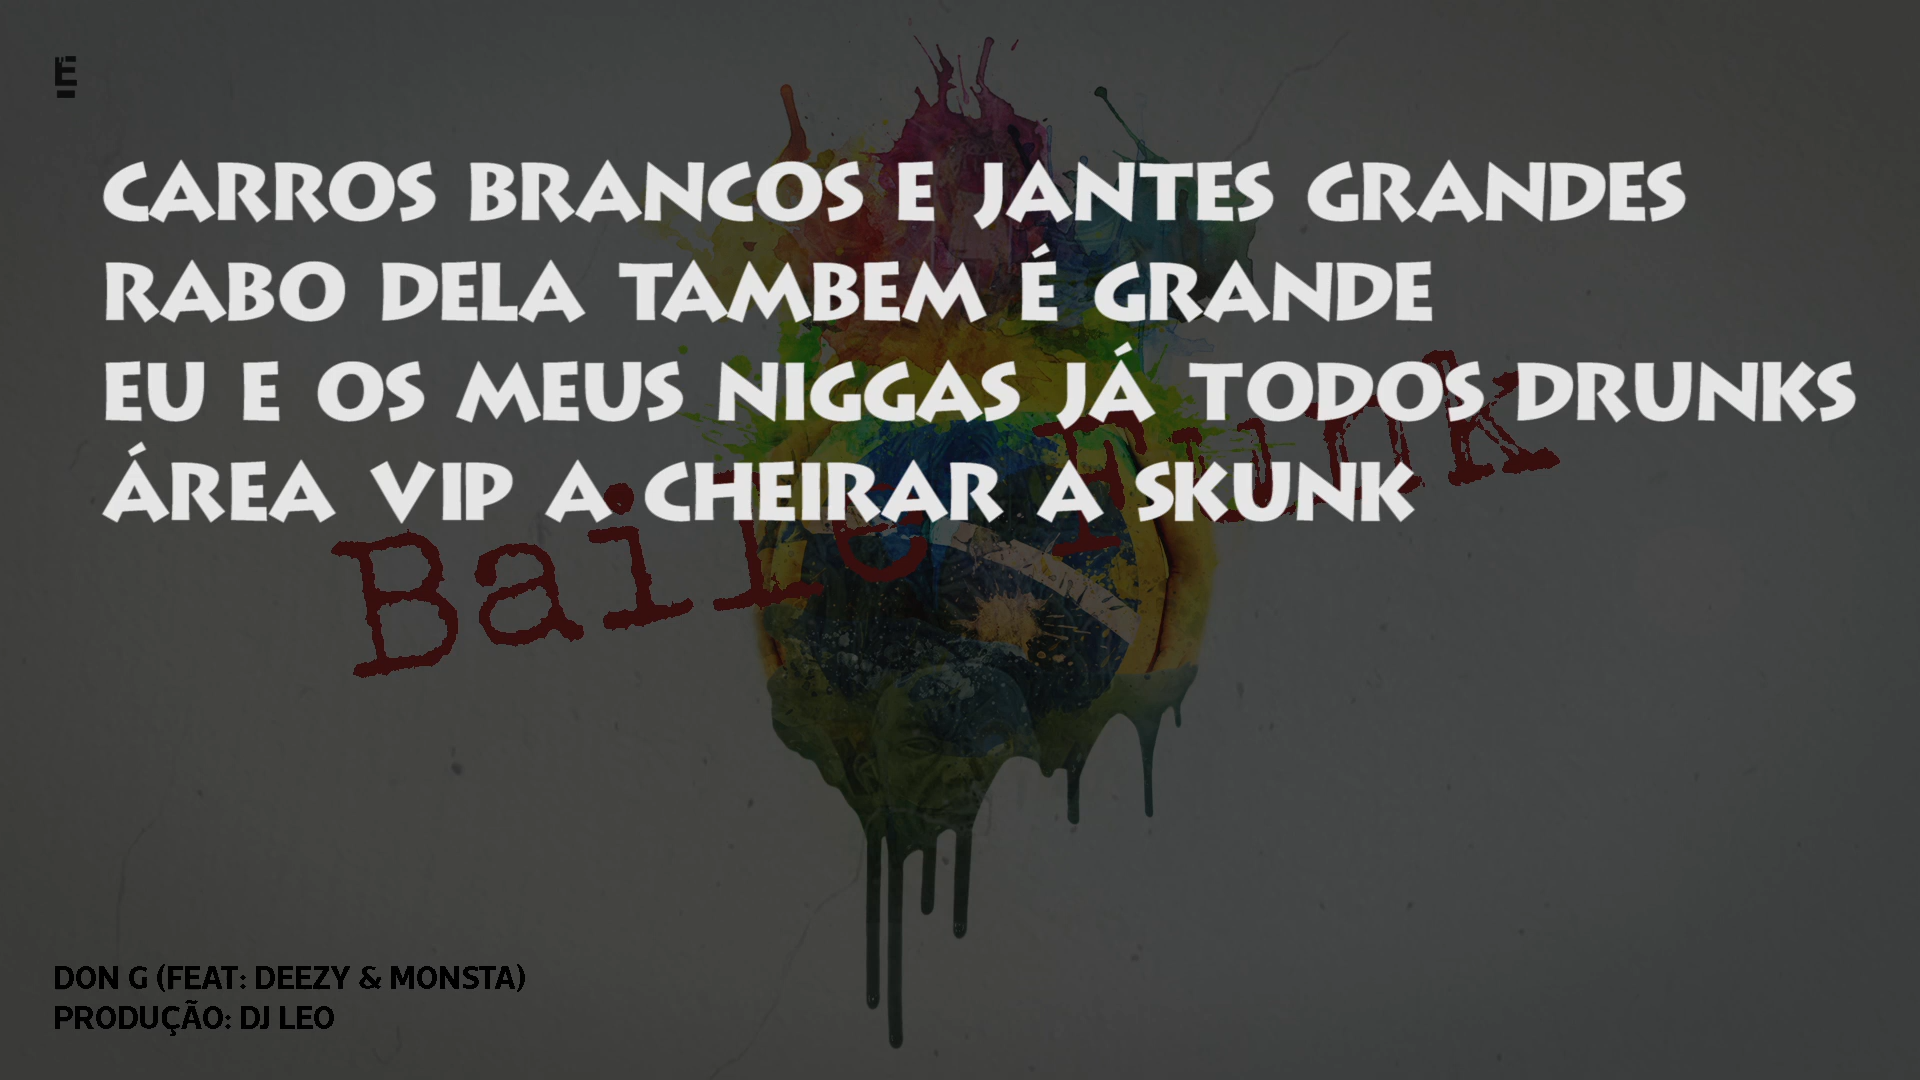 E
CARROS BRANCOS E JANTES GRANDES
RABO DELA TAMBEM É GRANDE
EU E OS MEUS NIGGAS JÁ TODOS DRUNKS
ÁREA VIP A CHEIRAR A SKUNK
Baile Funk
DON G (FEAT: DEEZY & MONSTA)
PRODUÇÃO: DJ LEO